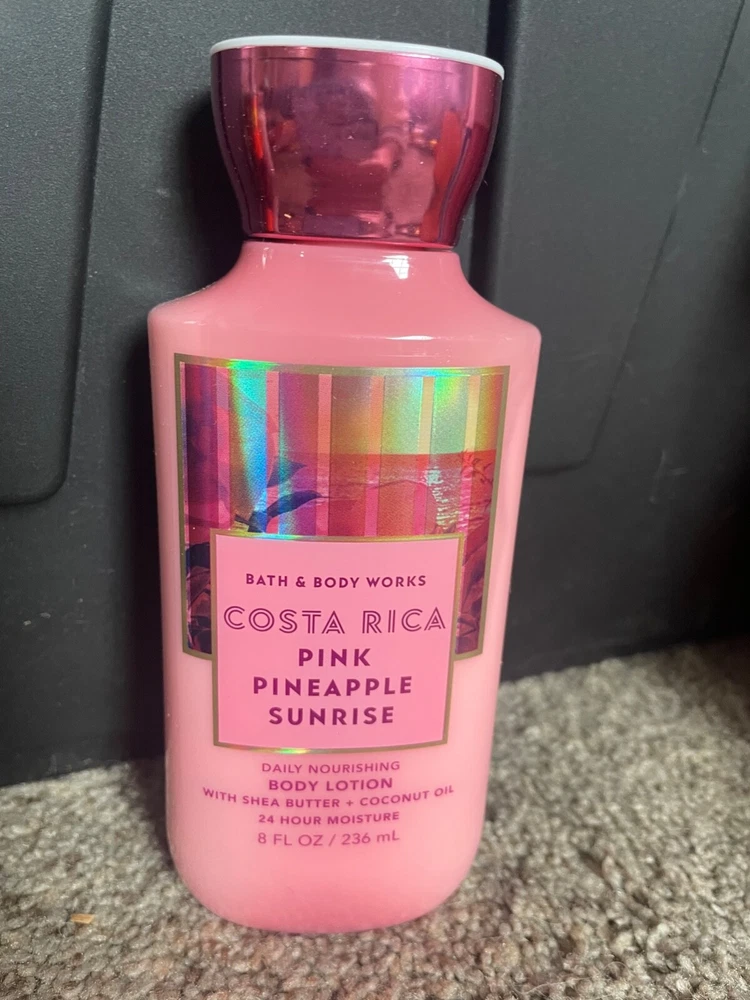 BATH & BODY WORKS
COSTA RICA
PINK
PINEAPPLE
SUNRISE
DAILY NOURISHING
BODY LOTION
WITH SHEA BUTTER + COCONUT OIL
24 HOUR MOISTURE
8 FL OZ / 236 mL